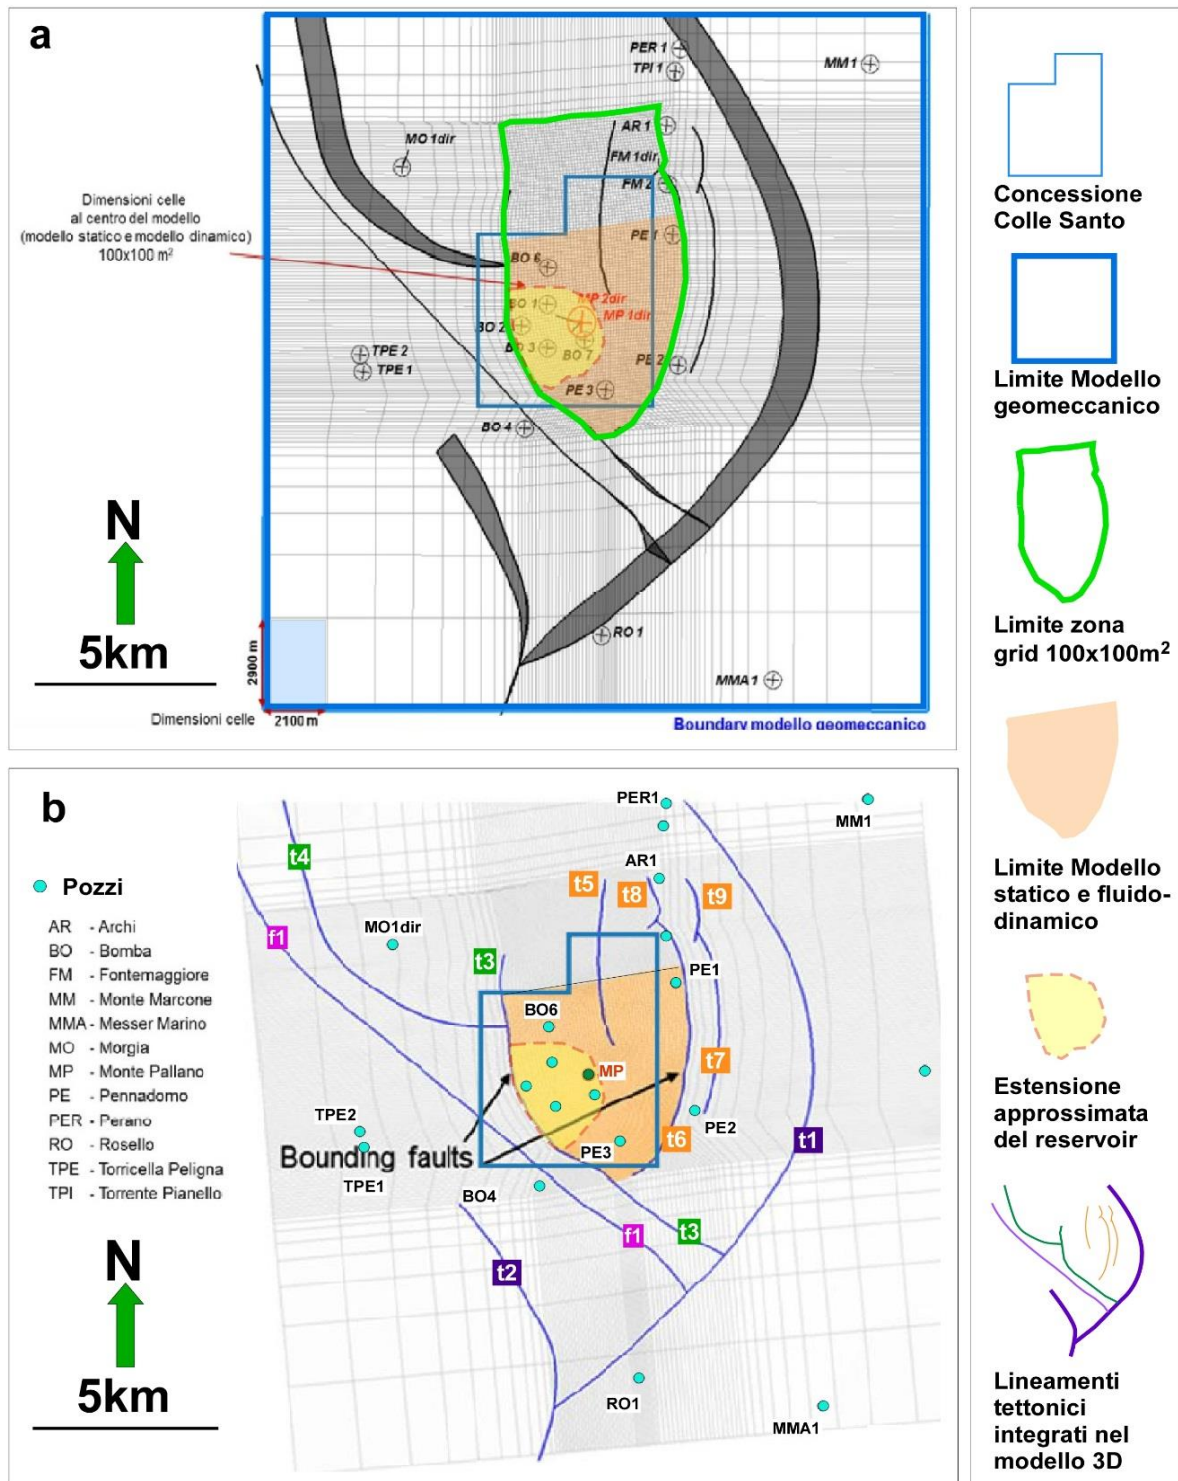 a
PER 1
TPI 1
MM 1
AR 1
MO 1dir
FM 1dir
FM 2
Dimensioni celle
al centro del modello
(modello statico e modello dinamico)
100x100 m²
PE 1
BO 6
BO 1
MP 2dir
MP 1dir
BO 2
BO 3
BO 7
TPE 2
TPE 1
PE 2
PE 3
BO 4
N
5km
2900 m
RO 1
MMA 1
Dimensioni celle
2100 m
Boundary modello geomeccanico
b
Pozzi
AR - Archi
BO - Bomba
FM - Fontemaggiore
MM - Monte Marcone
MMA - Messer Marino
MO - Morgia
MP - Monte Pallano
PE - Pennadomo
PER - Perano
RO - Rosello
TPE - Torricella Peligna
TPI - Torrente Pianello
N
5km
PER1
MM1
t4
AR1
t5
t8
t9
f1
MO1dir
t3
PE1
BO6
MP
t7
TPE2
PE2
t1
t6
Bounding faults
PE3
TPE1
BO4
f1
t3
t2
RO1
MMA1
Concessione
Colle Santo
Limite Modello
geomeccanico
Limite zona
grid 100x100m²
Limite Modello
statico e fluido-
dinamico
Estensione
approssimata
del reservoir
Lineamenti
tettonici
integrati nel
modello 3D